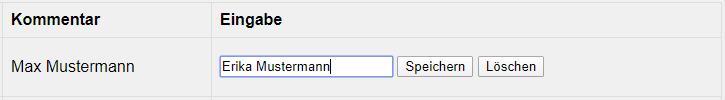 Kommentar Eingabe
Max Mustermann Erika Mustermann Speichern Löschen